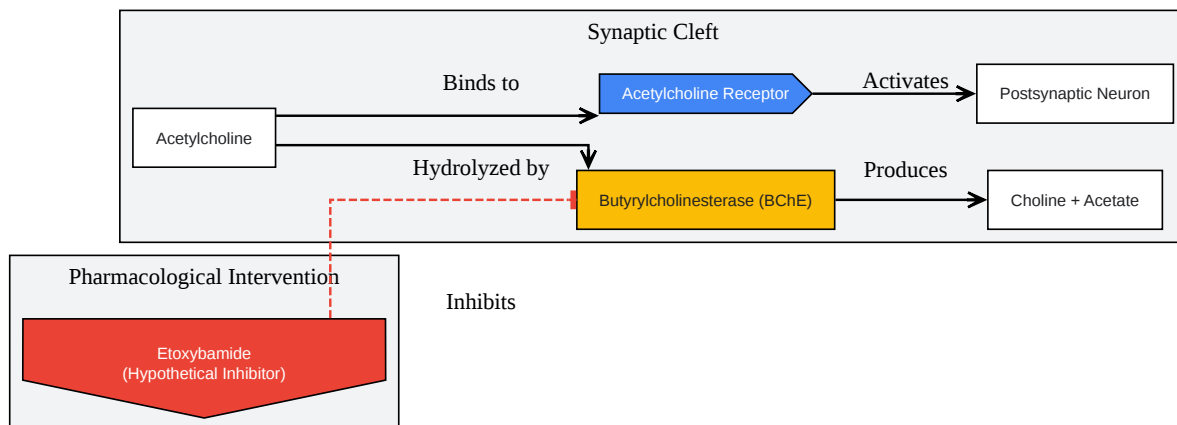 Synaptic Cleft
Binds to
Acetylcholine Receptor
Activates
Postsynaptic Neuron
Acetylcholine
Hydrolyzed by
Butyrylcholinesterase (BChE)
Produces
Choline + Acetate
Pharmacological Intervention
Inhibits
Etoxybamide
(Hypothetical Inhibitor)